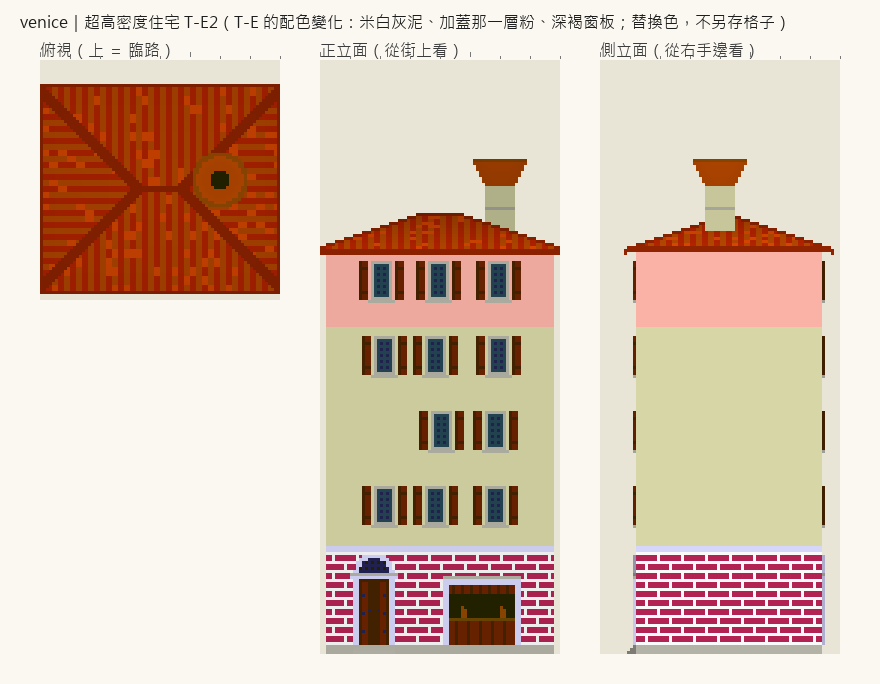 venice | 超高密度住宅 T-E2 ( T-E 的配色變化：米白灰泥、加蓋那一層粉、深褐窗板；替換色，不另存格子 )
俯視 ( 上 = 臨路 )
正立面 ( 從街上看 )
側立面 ( 從右手邊看 )